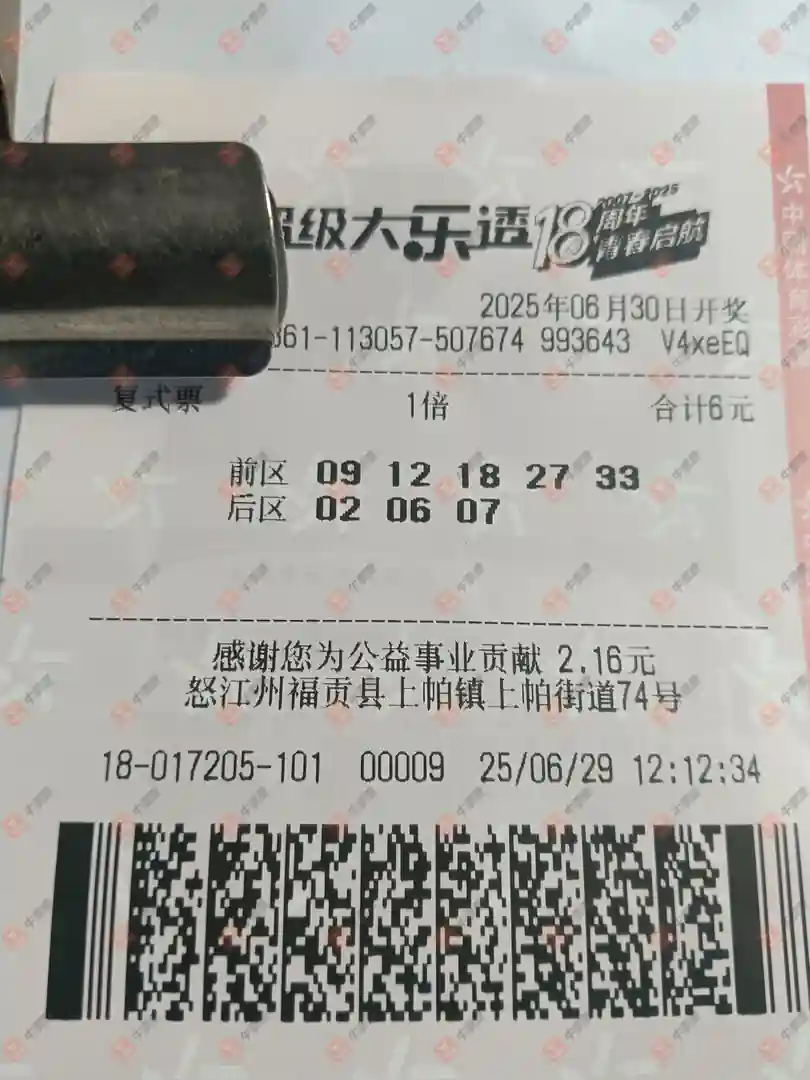 级大乐透18周年
2007-2025
青春启航
2025年06月30日开奖
361-113057-507674 993643 V4xeEQ
复式票 1倍 合计6元
前区 09 12 18 27 33
后区 02 06 07
感谢您为公益事业贡献 2.16元
怒江州福贡县上帕镇上帕街道74号
18-017205-101 00009 25/06/29 12:12:34